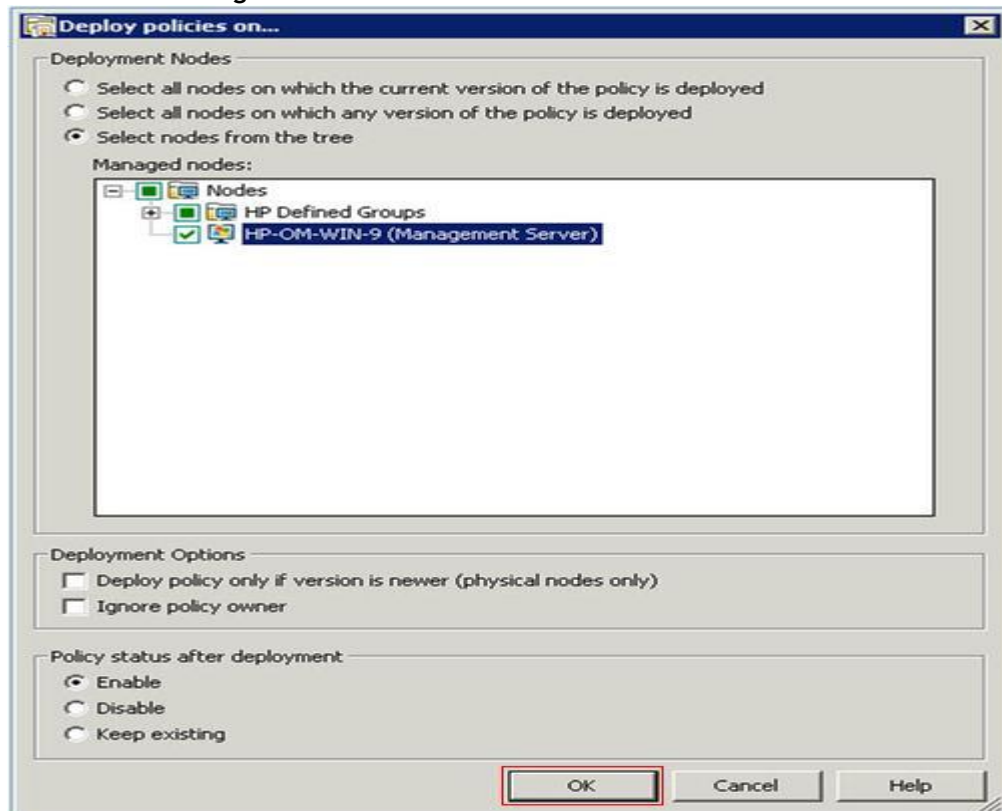 Deploy policies on...
Deployment Nodes
Select all nodes on which the current version of the policy is deployed
Select all nodes on which any version of the policy is deployed
Select nodes from the tree
Managed nodes:
Nodes
HP Defined Groups
HP-OM-WIN-9 (Management Server)
Deployment Options
Deploy policy only if version is newer (physical nodes only)
Ignore policy owner
Policy status after deployment
Enable
Disable
Keep existing
OK Cancel Help